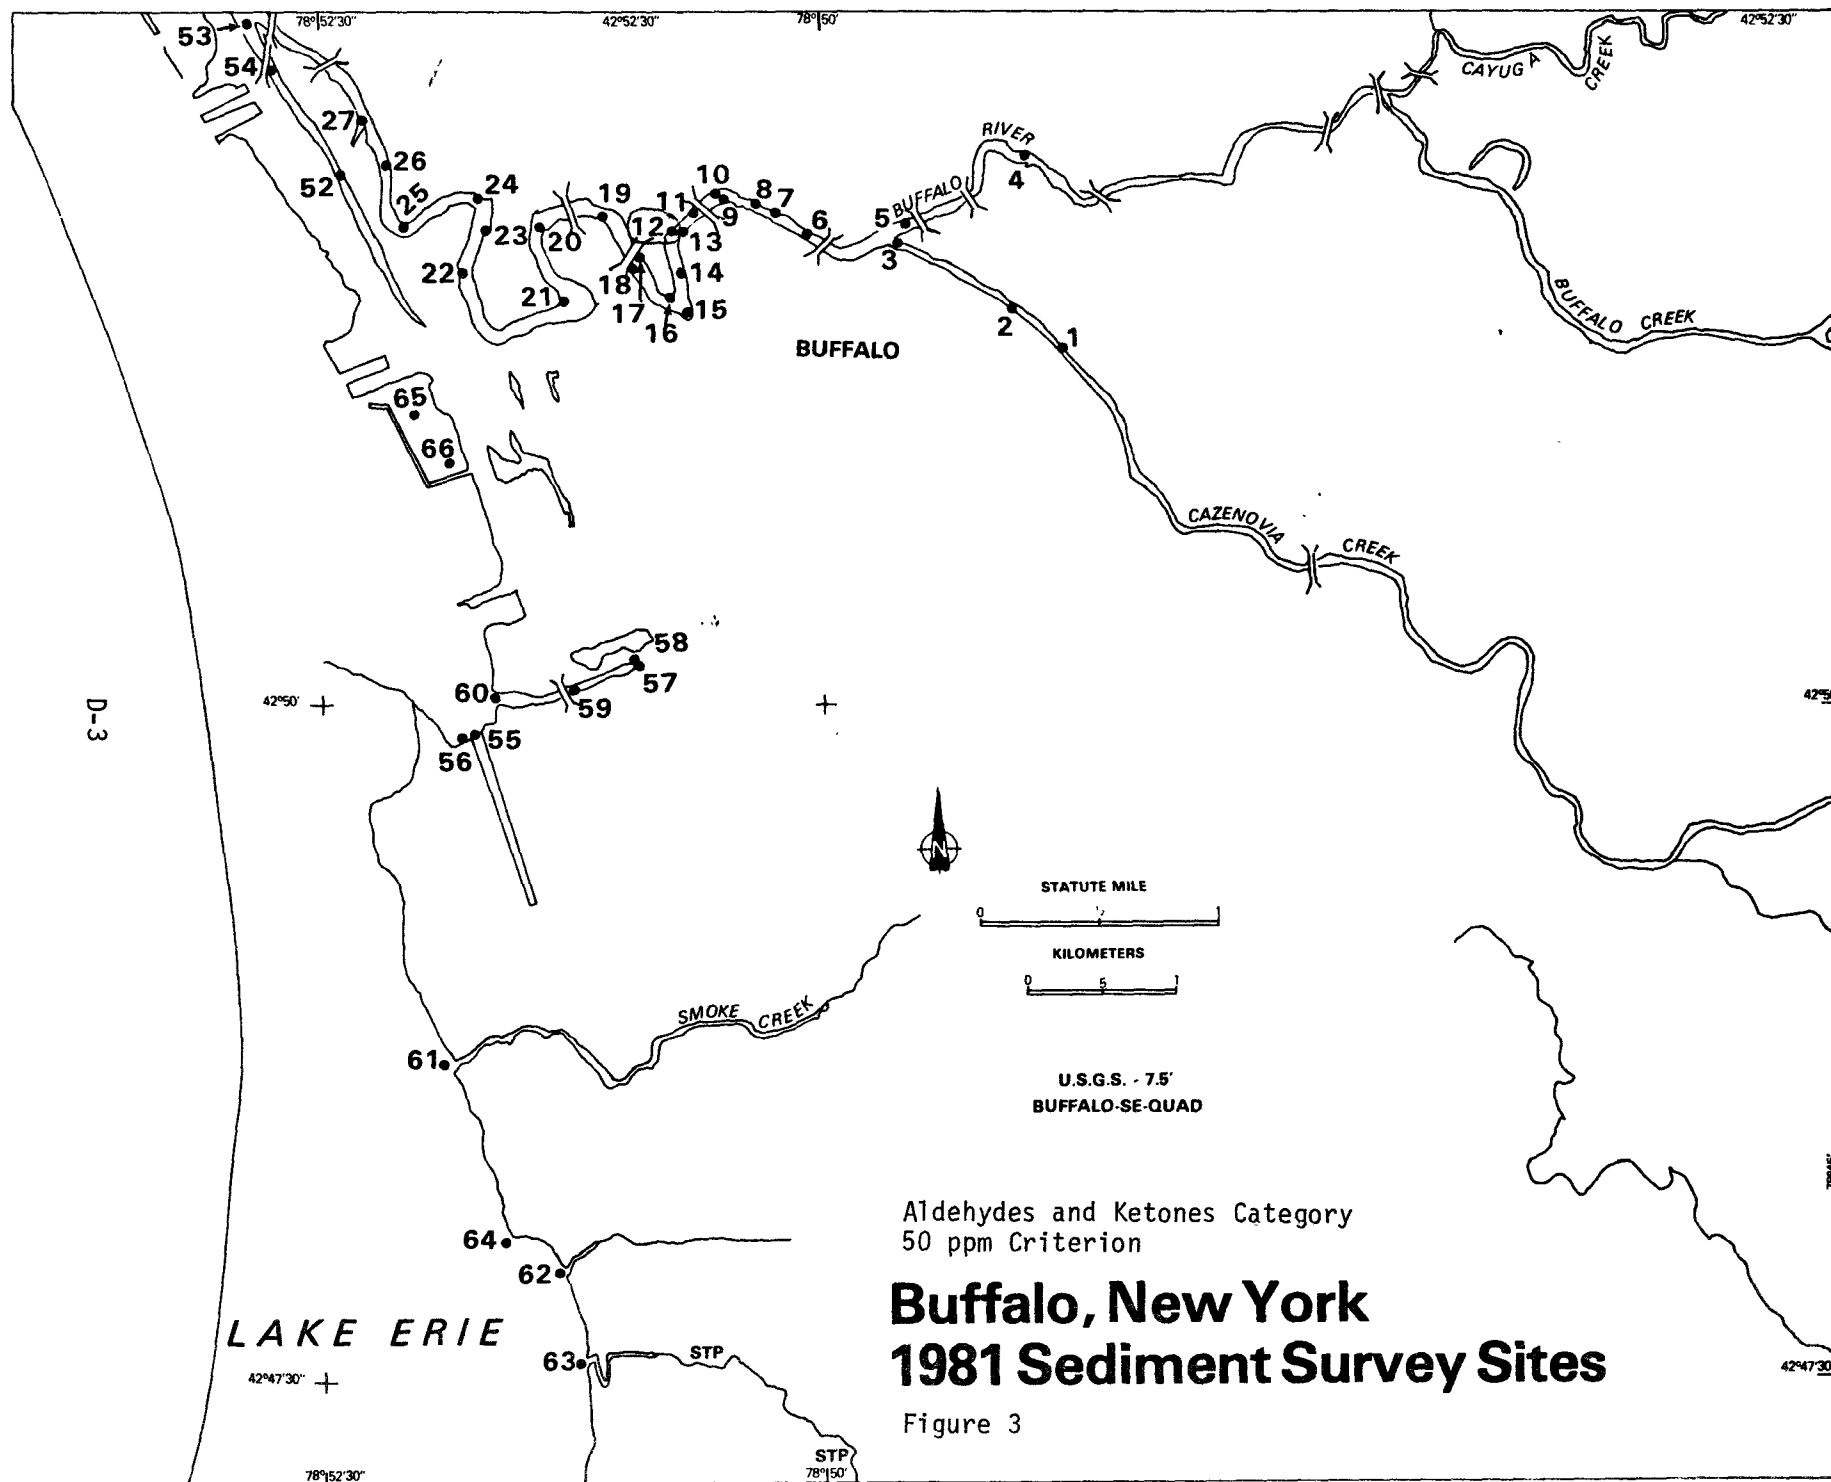 78°52'30"
42°52'30"
78°50'
42°52'30"
53
54
27
26
52
25
24
23
22
19
20
21
18
17
16
15
14
13
12
11
10
9
8
7
6
5
BUFFALO
RIVER
4
3
2
1
CAYUGA
CREEK
BUFFALO CREEK
BUFFALO
65
66
CAZENOVIA
CREEK
58
57
59
60
42°50'
D-3
55
56
N
STATUTE MILE
0 1
KILOMETERS
0 5 1
SMOKE CREEK
61
U.S.G.S. - 7.5'
BUFFALO-SE-QUAD
64
62
Aldehydes and Ketones Category
50 ppm Criterion
Buffalo, New York
1981 Sediment Survey Sites
Figure 3
LAKE ERIE
63
STP
42°47'30"
42°47'30"
STP
78°52'30"
78°50'